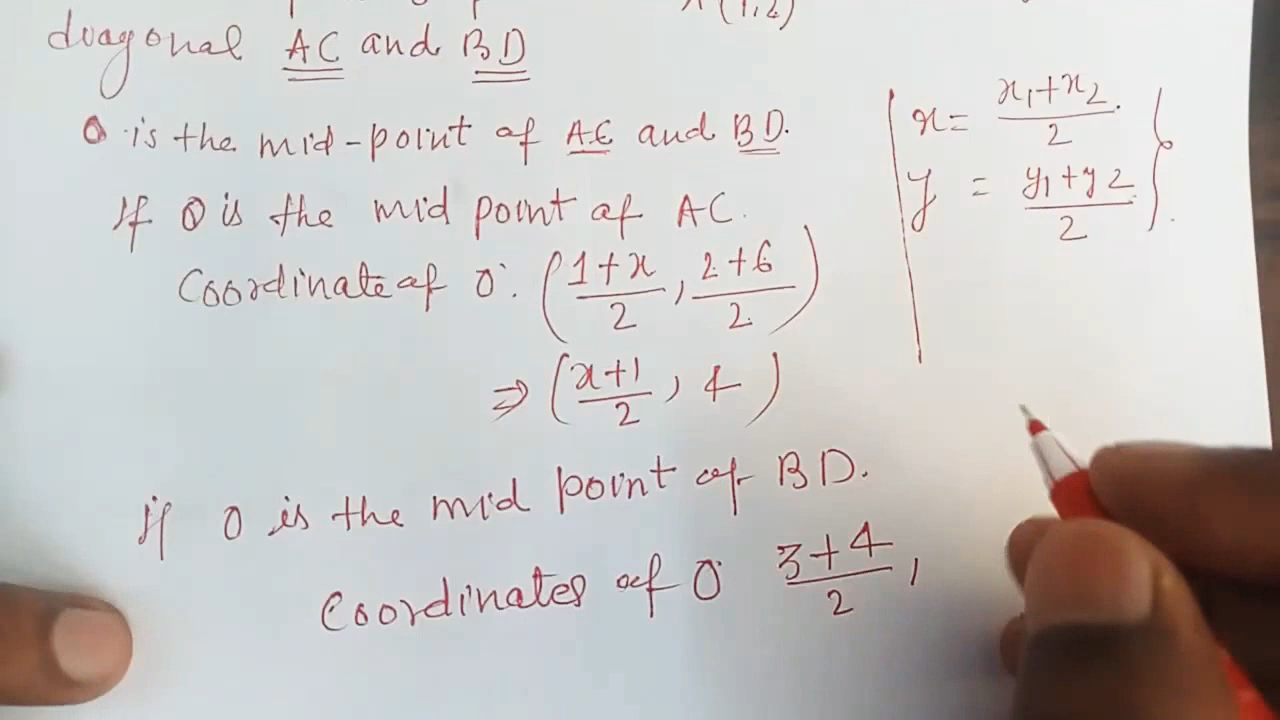 A(1,2)
diagonal AC and BD
O is the mid-point of AC and BD.
x = (x₁+x₂)/2
y = (y₁+y2)/2
If O is the mid point of AC.
Coordinate of O: ((1+x)/2, (2+6)/2)
⇒ ((x+1)/2, 4)
if O is the mid point of BD.
Coordinates of O (3+4)/2,